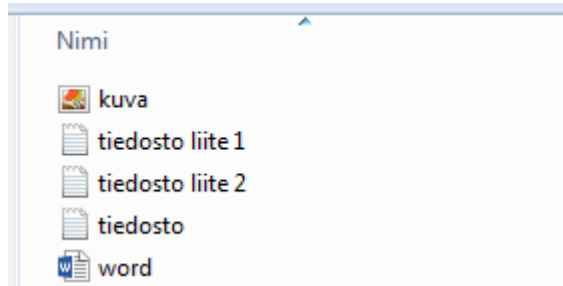 Nimi
kuva
tiedosto liite 1
tiedosto liite 2
tiedosto
word